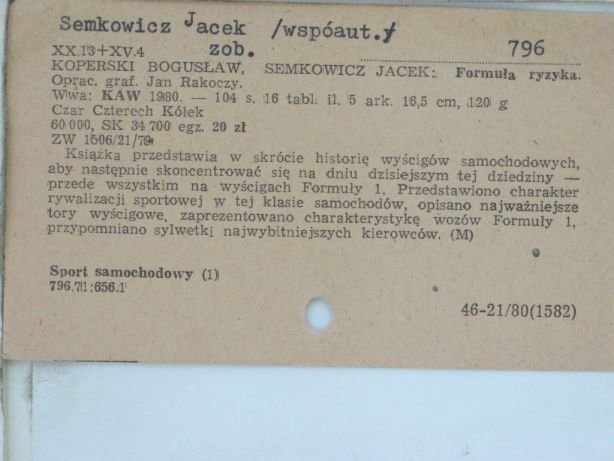 Semkowicz Jacek /wspóaut./
zob.
796
XX.13+XV.4
KOPERSKI BOGUSŁAW, SEMKOWICZ JACEK: Formuła ryzyka.
Oprac. graf. Jan Rakoczy.
Wwa: KAW 1980. — 104 s. 16 tabl. il. 5 ark. 16,5 cm, 120 g
Czar Czterech Kółek
60 000, SK 34 700 egz. 20 zł
ZW 1506/21/79
Książka przedstawia w skrócie historię wyścigów samochodowych,
aby następnie skoncentrować się na dniu dzisiejszym tej dziedziny —
przede wszystkim na wyścigach Formuły 1. Przedstawiono charakter
rywalizacji sportowej w tej klasie samochodów, opisano najważniejsze
tory wyścigowe, zaprezentowano charakterystykę wozów Formuły 1,
przypomniano sylwetki najwybitniejszych kierowców. (M)
Sport samochodowy (1)
796.71:656.1
46-21/80(1582)